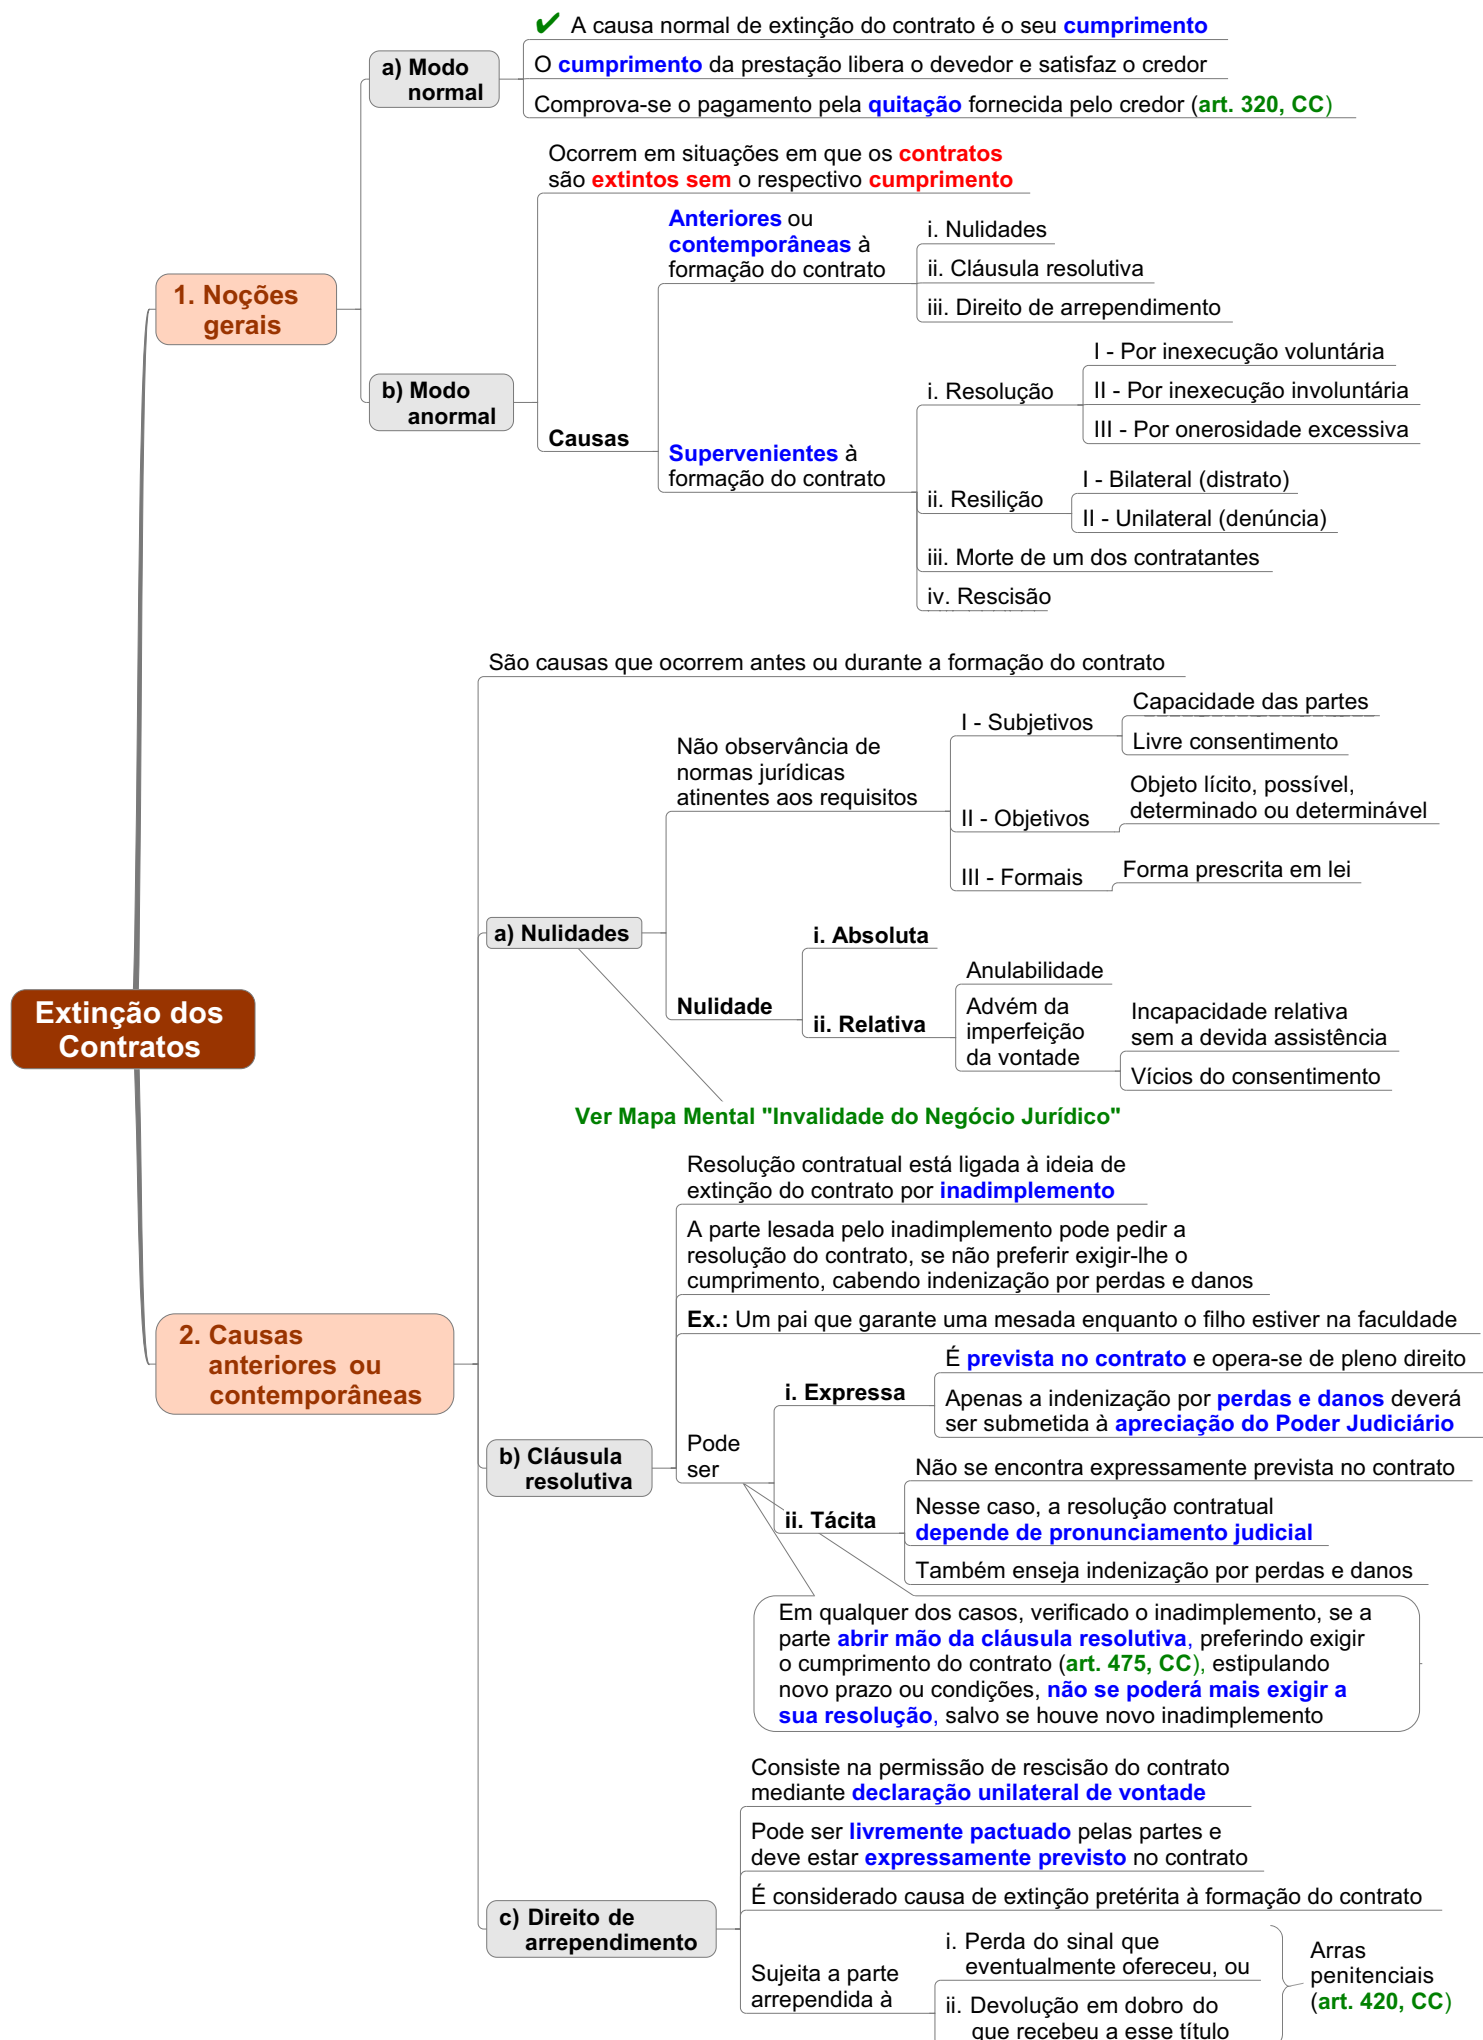 Extinção dos
Contratos
1. Noções
gerais
a) Modo
normal
✔ A causa normal de extinção do contrato é o seu cumprimento
O cumprimento da prestação libera o devedor e satisfaz o credor
Comprova-se o pagamento pela quitação fornecida pelo credor (art. 320, CC)
b) Modo
anormal
Ocorrem em situações em que os contratos
são extintos sem o respectivo cumprimento
Causas
Anteriores ou
contemporâneas à
formação do contrato
i. Nulidades
ii. Cláusula resolutiva
iii. Direito de arrependimento
Supervenientes à
formação do contrato
i. Resolução
I - Por inexecução voluntária
II - Por inexecução involuntária
III - Por onerosidade excessiva
ii. Resilição
I - Bilateral (distrato)
II - Unilateral (denúncia)
iii. Morte de um dos contratantes
iv. Rescisão
2. Causas
anteriores ou
contemporâneas
São causas que ocorrem antes ou durante a formação do contrato
a) Nulidades
Não observância de
normas jurídicas
atinentes aos requisitos
I - Subjetivos
Capacidade das partes
Livre consentimento
II - Objetivos
Objeto lícito, possível,
determinado ou determinável
III - Formais
Forma prescrita em lei
Nulidade
i. Absoluta
ii. Relativa
Anulabilidade
Advém da
imperfeição
da vontade
Incapacidade relativa
sem a devida assistência
Vícios do consentimento
Ver Mapa Mental "Invalidade do Negócio Jurídico"
b) Cláusula
resolutiva
Resolução contratual está ligada à ideia de
extinção do contrato por inadimplemento
A parte lesada pelo inadimplemento pode pedir a
resolução do contrato, se não preferir exigir-lhe o
cumprimento, cabendo indenização por perdas e danos
Ex.: Um pai que garante uma mesada enquanto o filho estiver na faculdade
Pode
ser
i. Expressa
É prevista no contrato e opera-se de pleno direito
Apenas a indenização por perdas e danos deverá
ser submetida à apreciação do Poder Judiciário
ii. Tácita
Não se encontra expressamente prevista no contrato
Nesse caso, a resolução contratual
depende de pronunciamento judicial
Também enseja indenização por perdas e danos
Em qualquer dos casos, verificado o inadimplemento, se a
parte abrir mão da cláusula resolutiva, preferindo exigir
o cumprimento do contrato (art. 475, CC), estipulando
novo prazo ou condições, não se poderá mais exigir a
sua resolução, salvo se houve novo inadimplemento
c) Direito de
arrependimento
Consiste na permissão de rescisão do contrato
mediante declaração unilateral de vontade
Pode ser livremente pactuado pelas partes e
deve estar expressamente previsto no contrato
É considerado causa de extinção pretérita à formação do contrato
Sujeita a parte
arrependida à
i. Perda do sinal que
eventualmente ofereceu, ou
ii. Devolução em dobro do
que recebeu a esse título
Arras
penitenciais
(art. 420, CC)